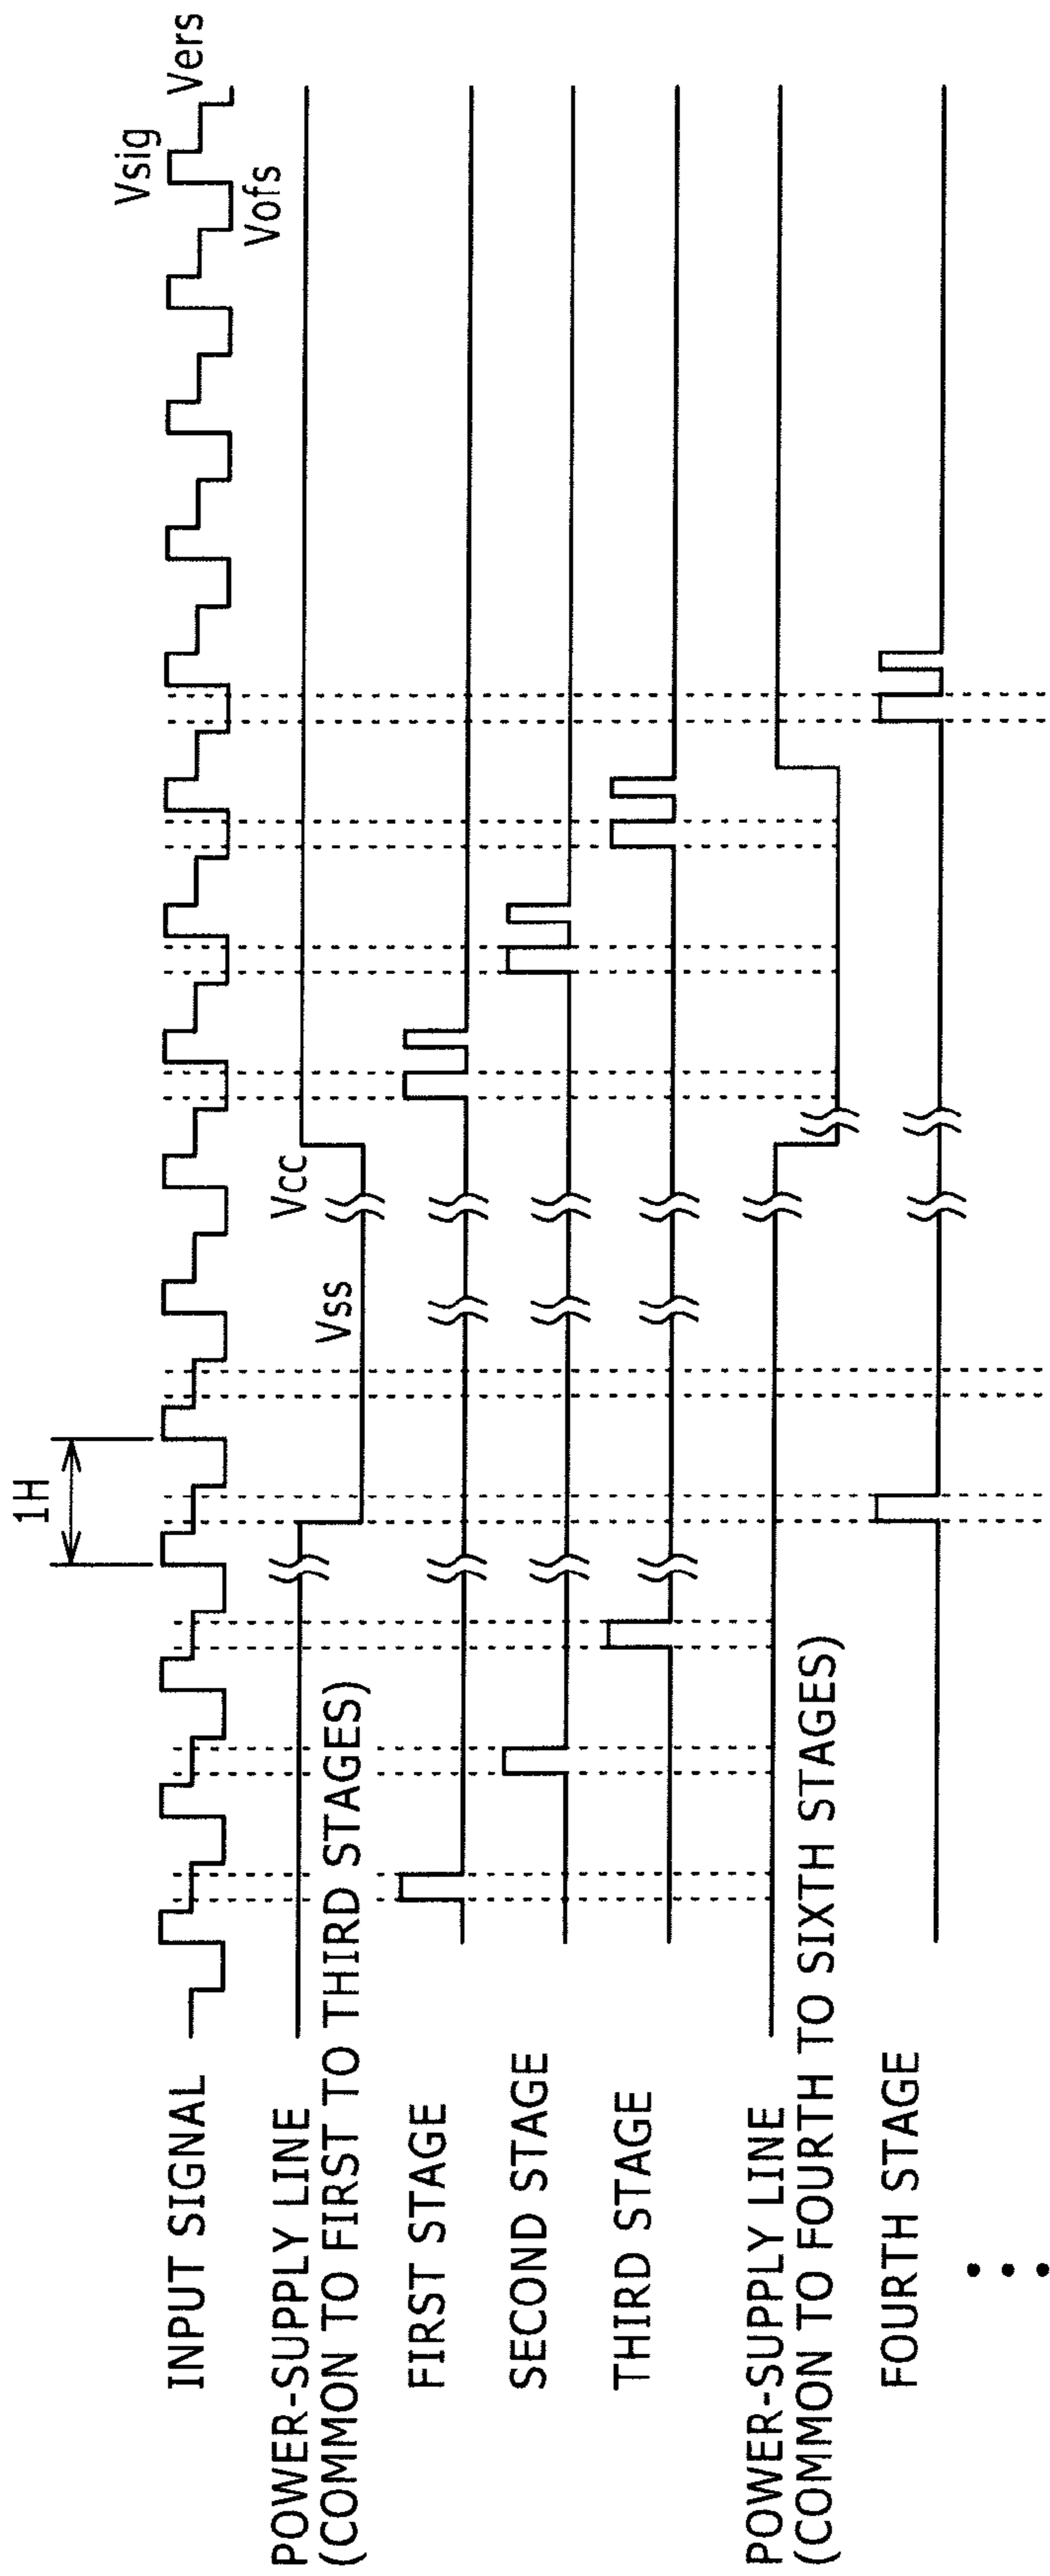 1H
Vsig
Vers
Vofs
INPUT SIGNAL
Vcc
Vss
POWER-SUPPLY LINE
(COMMON TO FIRST TO THIRD STAGES)
FIRST STAGE
SECOND STAGE
THIRD STAGE
POWER-SUPPLY LINE
(COMMON TO FOURTH TO SIXTH STAGES)
FOURTH STAGE